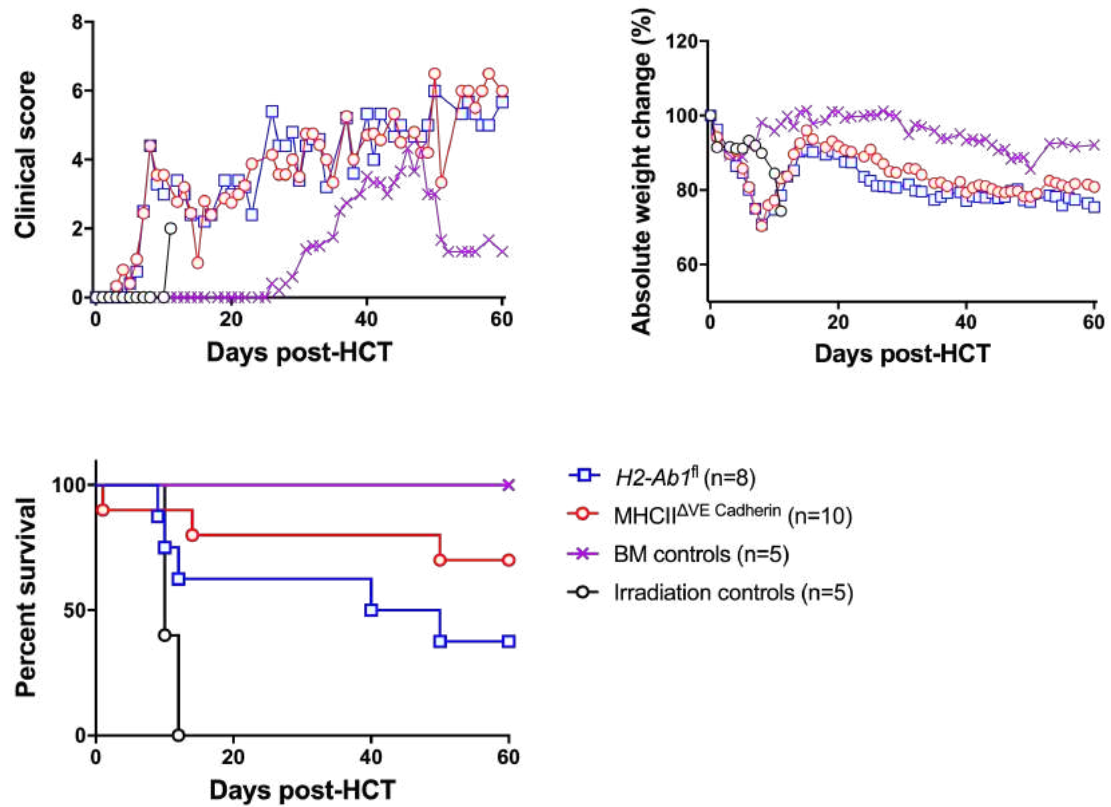 Clinical score
8
6
4
2
0
0
20
40
60
Days post-HCT
Absolute weight change (%)
120
100
80
60
0
20
40
60
Days post-HCT
Percent survival
100
50
0
0
20
40
60
Days post-HCT
H2-Ab1fl (n=8)
MHCIIΔVE Cadherin (n=10)
BM controls (n=5)
Irradiation controls (n=5)